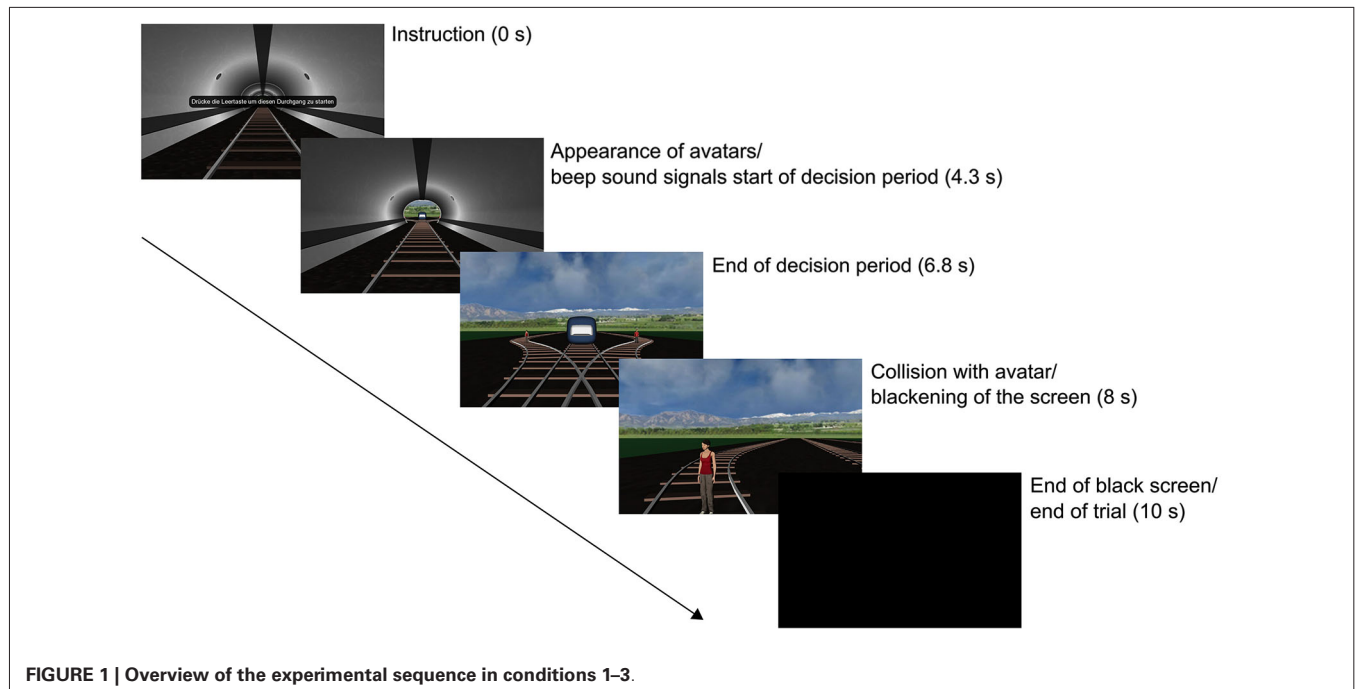 Instruction (0 s)
Drücke die Leertaste um diesen Durchgang zu starten
Appearance of avatars/
beep sound signals start of decision period (4.3 s)
End of decision period (6.8 s)
Collision with avatar/
blackening of the screen (8 s)
End of black screen/
end of trial (10 s)
FIGURE 1 | Overview of the experimental sequence in conditions 1–3.